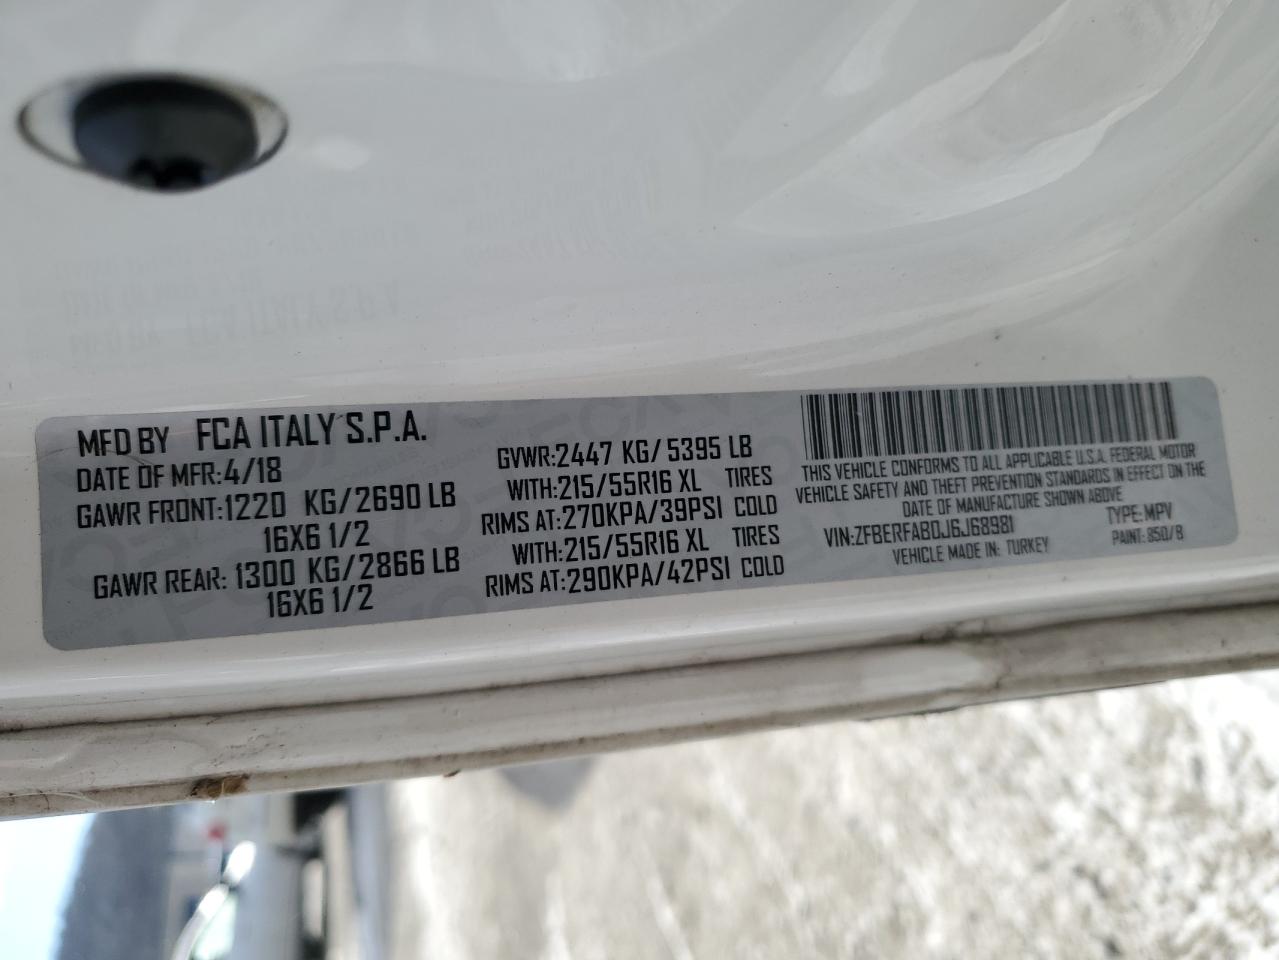 MFD BY FCA ITALY S.P.A.
DATE OF MFR:4/18
GAWR FRONT:1220 KG/2690 LB
16X6 1/2
GAWR REAR: 1300 KG/2866 LB
16X6 1/2
GVWR:2447 KG/5395 LB
WITH:215/55R16 XL TIRES
RIMS AT:270KPA/39PSI COLD
WITH:215/55R16 XL TIRES
RIMS AT:290KPA/42PSI COLD
THIS VEHICLE CONFORMS TO ALL APPLICABLE U.S.A. FEDERAL MOTOR
VEHICLE SAFETY AND THEFT PREVENTION STANDARDS IN EFFECT ON THE
DATE OF MANUFACTURE SHOWN ABOVE
VIN:ZFBERFAB0J6J68981 TYPE:MPV
VEHICLE MADE IN: TURKEY PAINT: 850/B